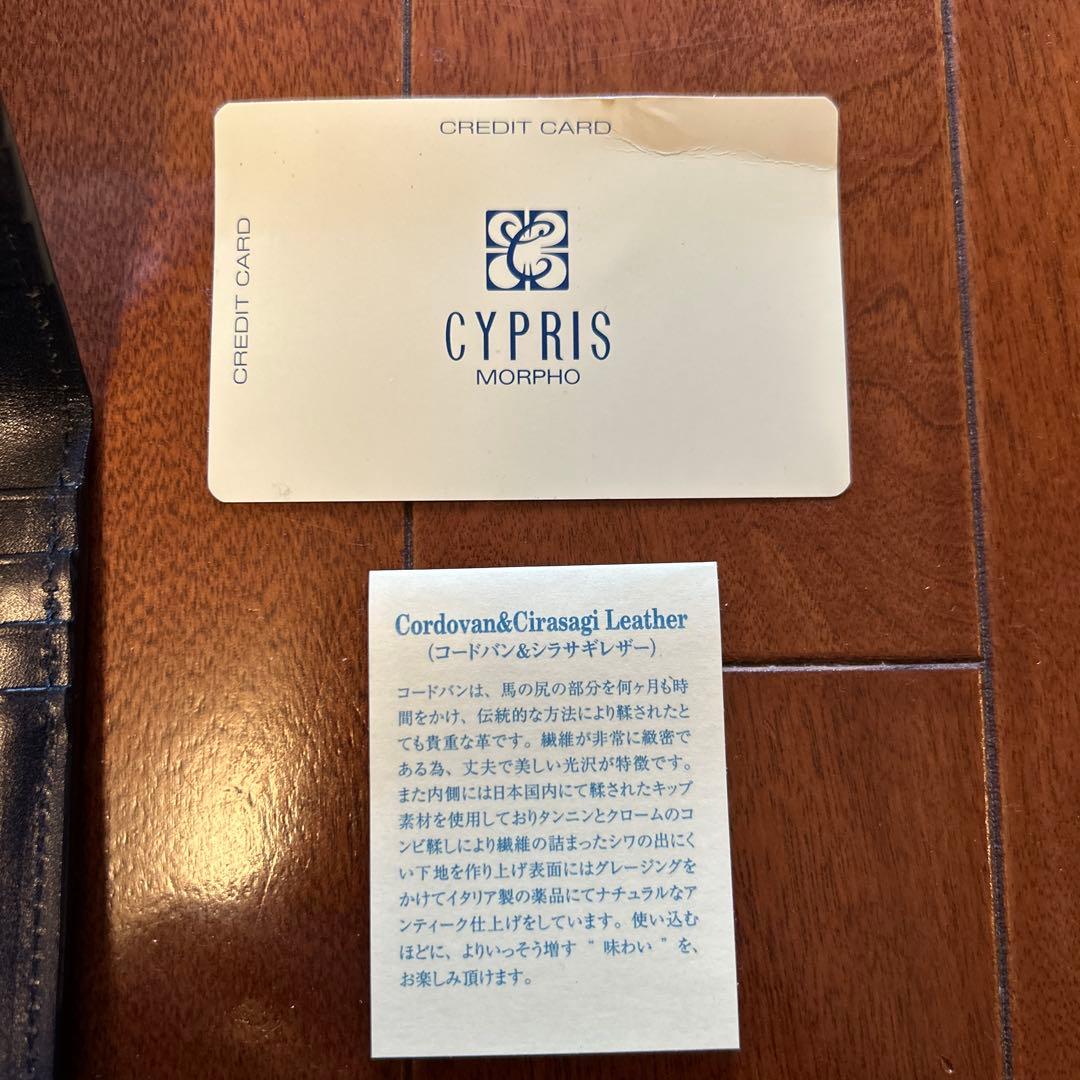 CREDIT CARD
CREDIT CARD
CYPRIS
MORPHO
Cordovan&Cirasagi Leather
(コードバン&シラサギレザー)
コードバンは、馬の尻の部分を何ヶ月も時
間をかけ、伝統的な方法により鞣されたと
ても貴重な革です。繊維が非常に緻密で
ある為、丈夫で美しい光沢が特徴です。
また内側には日本国内にて鞣されたキップ
素材を使用しておりタンニンとクロームのコ
ンビ鞣しにより繊維の詰まったシワの出にく
い下地を作り上げ表面にはグレージングを
かけてイタリア製の薬品にてナチュラルなア
ンティーク仕上げをしています。使い込む
ほどに、よりいっそう増す“味わい”を、
お楽しみ頂けます。